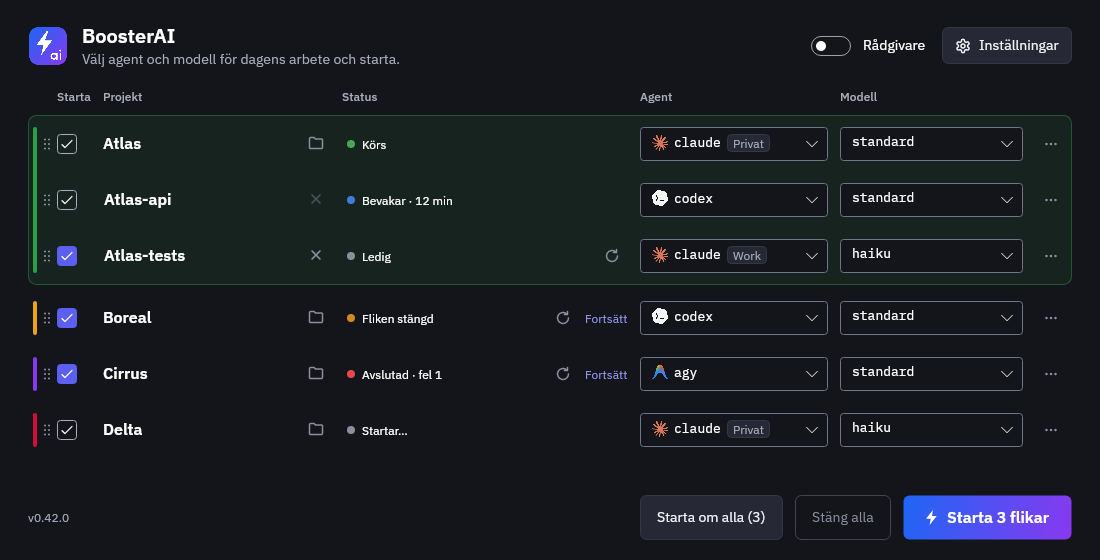 ai
BoosterAI
Välj agent och modell för dagens arbete och starta.
Rådgivare
Inställningar
Starta Projekt Status Agent Modell
Atlas Körs claude Privat standard
Atlas-api Bevakar · 12 min codex standard
Atlas-tests Ledig claude Work haiku
Boreal Fliken stängd Fortsätt codex standard
Cirrus Avslutad · fel 1 Fortsätt agy standard
Delta Startar... claude Privat haiku
v0.42.0 Starta om alla (3) Stäng alla Starta 3 flikar